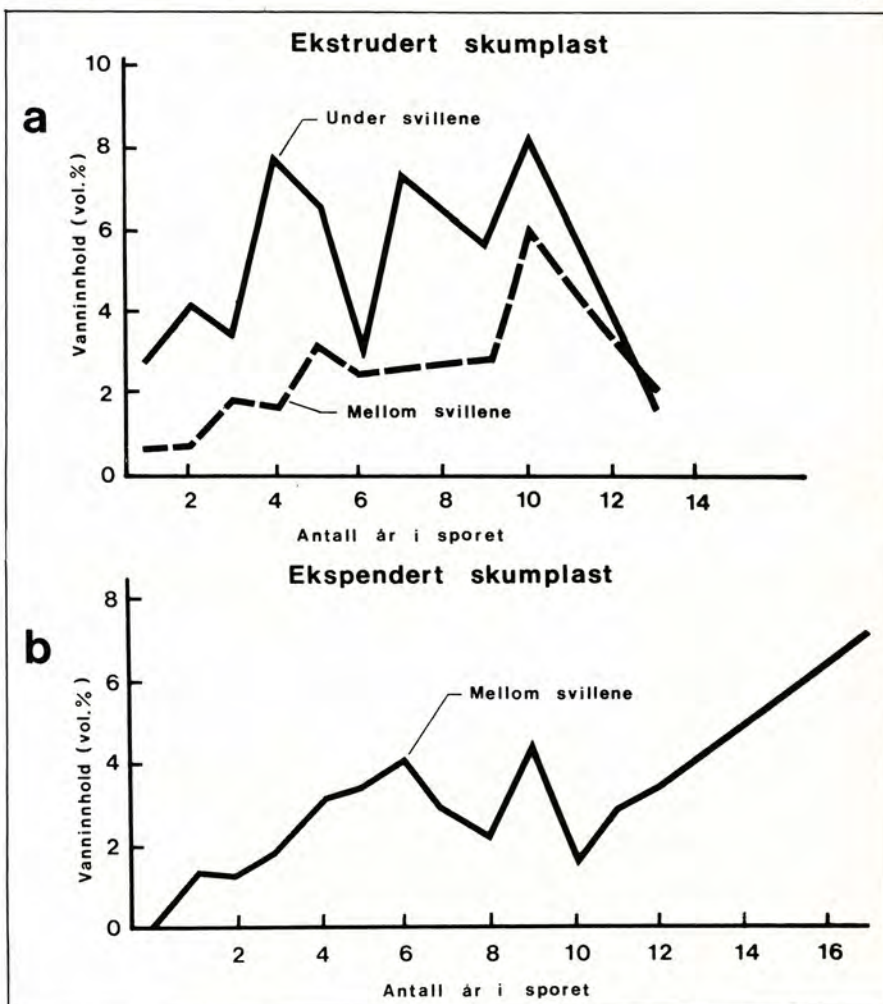 Ekstrudert skumplast
a
Vanninnhold (vol.%)
10
8
6
4
2
0
Under svillene
Mellom svillene
2 4 6 8 10 12 14
Antall år i sporet
Ekspendert skumplast
b
Vanninnhold (vol.%)
8
6
4
2
0
Mellom svillene
2 4 6 8 10 12 14 16
Antall år i sporet